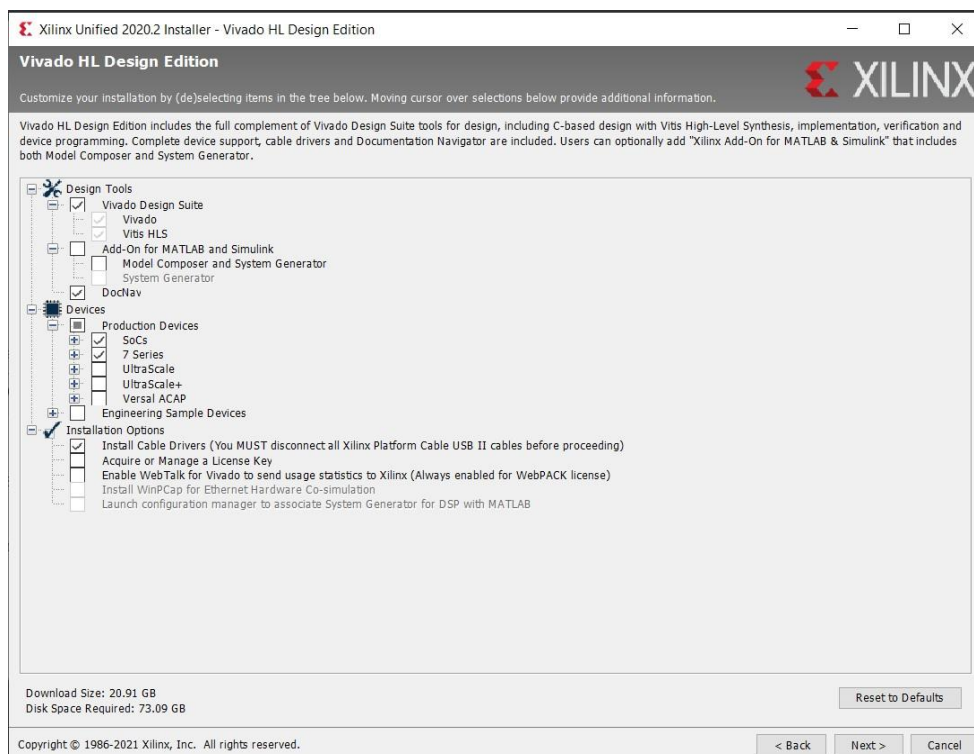 Xilinx Unified 2020.2 Installer - Vivado HL Design Edition
Vivado HL Design Edition
XILINX
Customize your installation by (de)selecting items in the tree below. Moving cursor over selections below provide additional information.
Vivado HL Design Edition includes the full complement of Vivado Design Suite tools for design, including C-based design with Vitis High-Level Synthesis, implementation, verification and
device programming. Complete device support, cable drivers and Documentation Navigator are included. Users can optionally add "Xilinx Add-On for MATLAB & Simulink" that includes
both Model Composer and System Generator.
Design Tools
Vivado Design Suite
Vivado
Vitis HLS
Add-On for MATLAB and Simulink
Model Composer and System Generator
System Generator
DocNav
Devices
Production Devices
SoCs
7 Series
UltraScale
UltraScale+
Versal ACAP
Engineering Sample Devices
Installation Options
Install Cable Drivers (You MUST disconnect all Xilinx Platform Cable USB II cables before proceeding)
Acquire or Manage a License Key
Enable WebTalk for Vivado to send usage statistics to Xilinx (Always enabled for WebPACK license)
Install WinPCap for Ethernet Hardware Co-simulation
Launch configuration manager to associate System Generator for DSP with MATLAB
Download Size: 20.91 GB
Disk Space Required: 73.09 GB
Reset to Defaults
Copyright © 1986-2021 Xilinx, Inc. All rights reserved.
< Back Next > Cancel